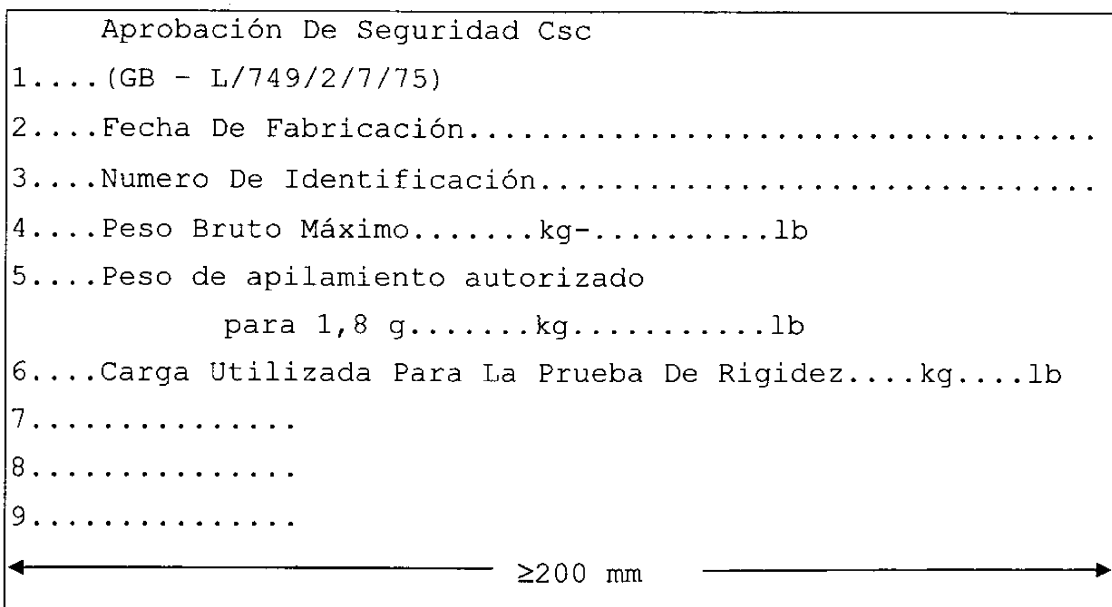 Aprobación De Seguridad Csc
1....(GB - L/749/2/7/75)
2....Fecha De Fabricación...................................
3....Numero De Identificación...............................
4....Peso Bruto Máximo.......kg-..........lb
5....Peso de apilamiento autorizado
para 1,8 g.......kg...........lb
6....Carga Utilizada Para La Prueba De Rigidez....kg....lb
7...............
8...............
9...............
≥200 mm